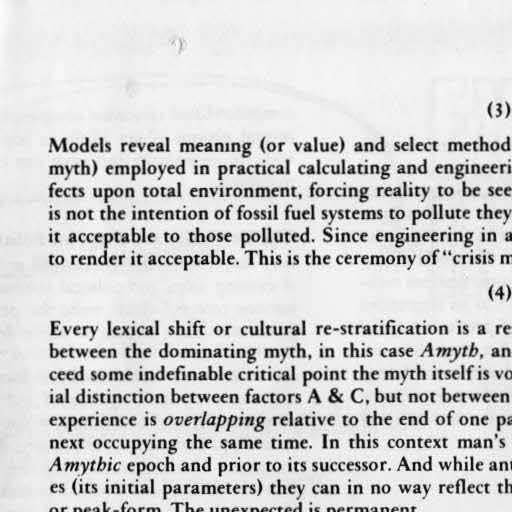 (3)
Models reveal meaning (or value) and select method
myth) employed in practical calculating and engineeri
fects upon total environment, forcing reality to be see
is not the intention of fossil fuel systems to pollute they
it acceptable to those polluted. Since engineering in a
to render it acceptable. This is the ceremony of "crisis m
(4)
Every lexical shift or cultural re-stratification is a re
between the dominating myth, in this case Amyth, an
ceed some indefinable critical point the myth itself is vo
ial distinction between factors A & C, but not between
experience is overlapping relative to the end of one pa
next occupying the same time. In this context man's
Amythic epoch and prior to its successor. And while ant
es (its initial parameters) they can in no way reflect th
or peak-form. The unexpected is permanent.